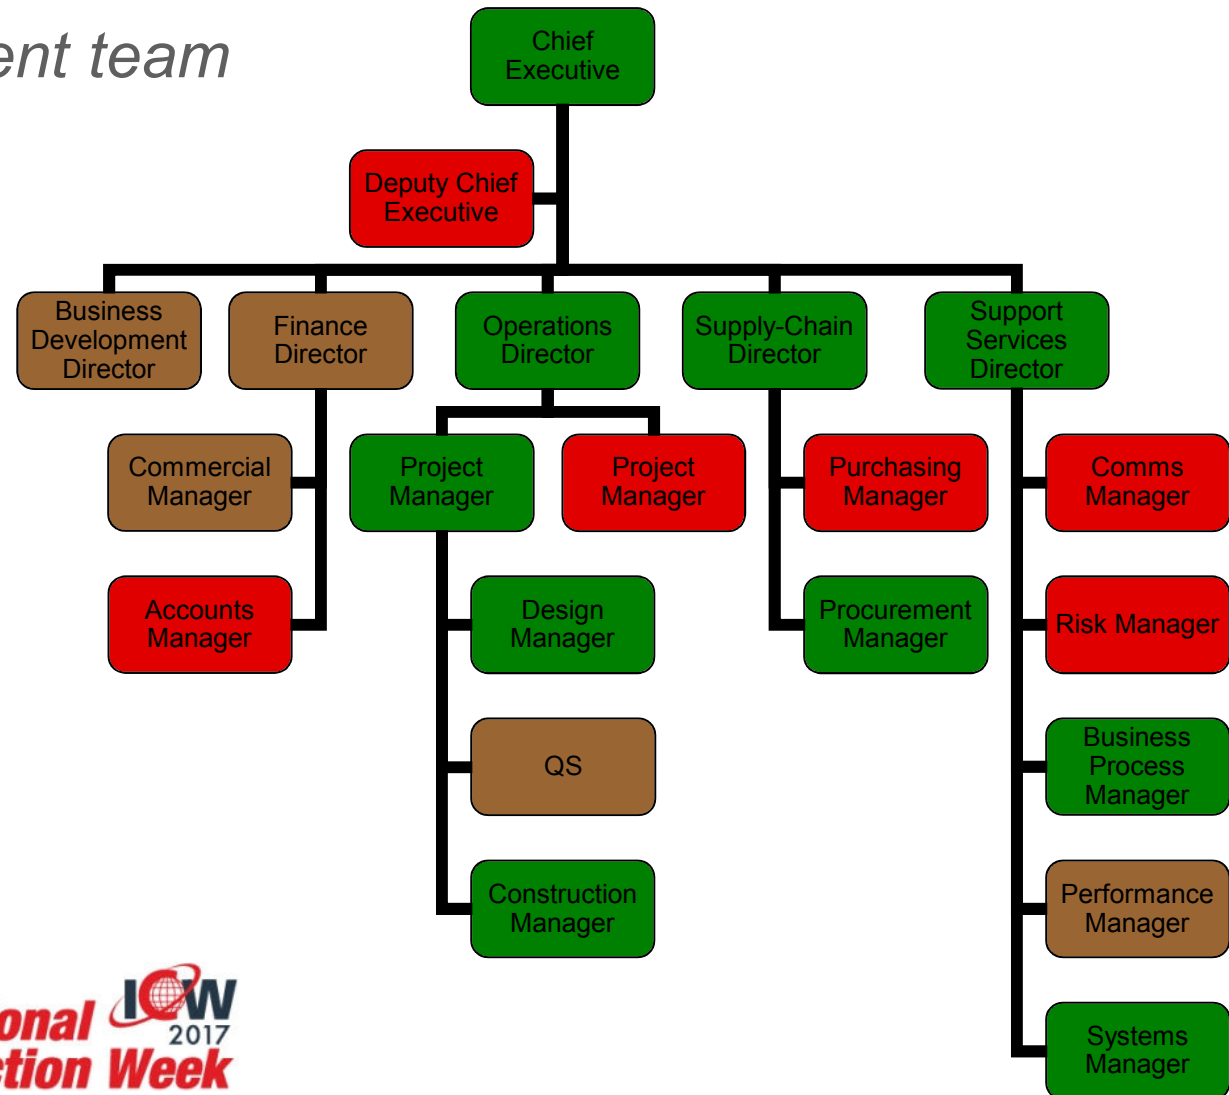 ent team
Chief
Executive
Deputy Chief
Executive
Business
Development
Director
Finance
Director
Operations
Director
Supply-Chain
Director
Support
Services
Director
Commercial
Manager
Project
Manager
Project
Manager
Purchasing
Manager
Comms
Manager
Accounts
Manager
Design
Manager
Procurement
Manager
Risk Manager
QS
Business
Process
Manager
Construction
Manager
Performance
Manager
Systems
Manager
onal ICW
2017
ction Week